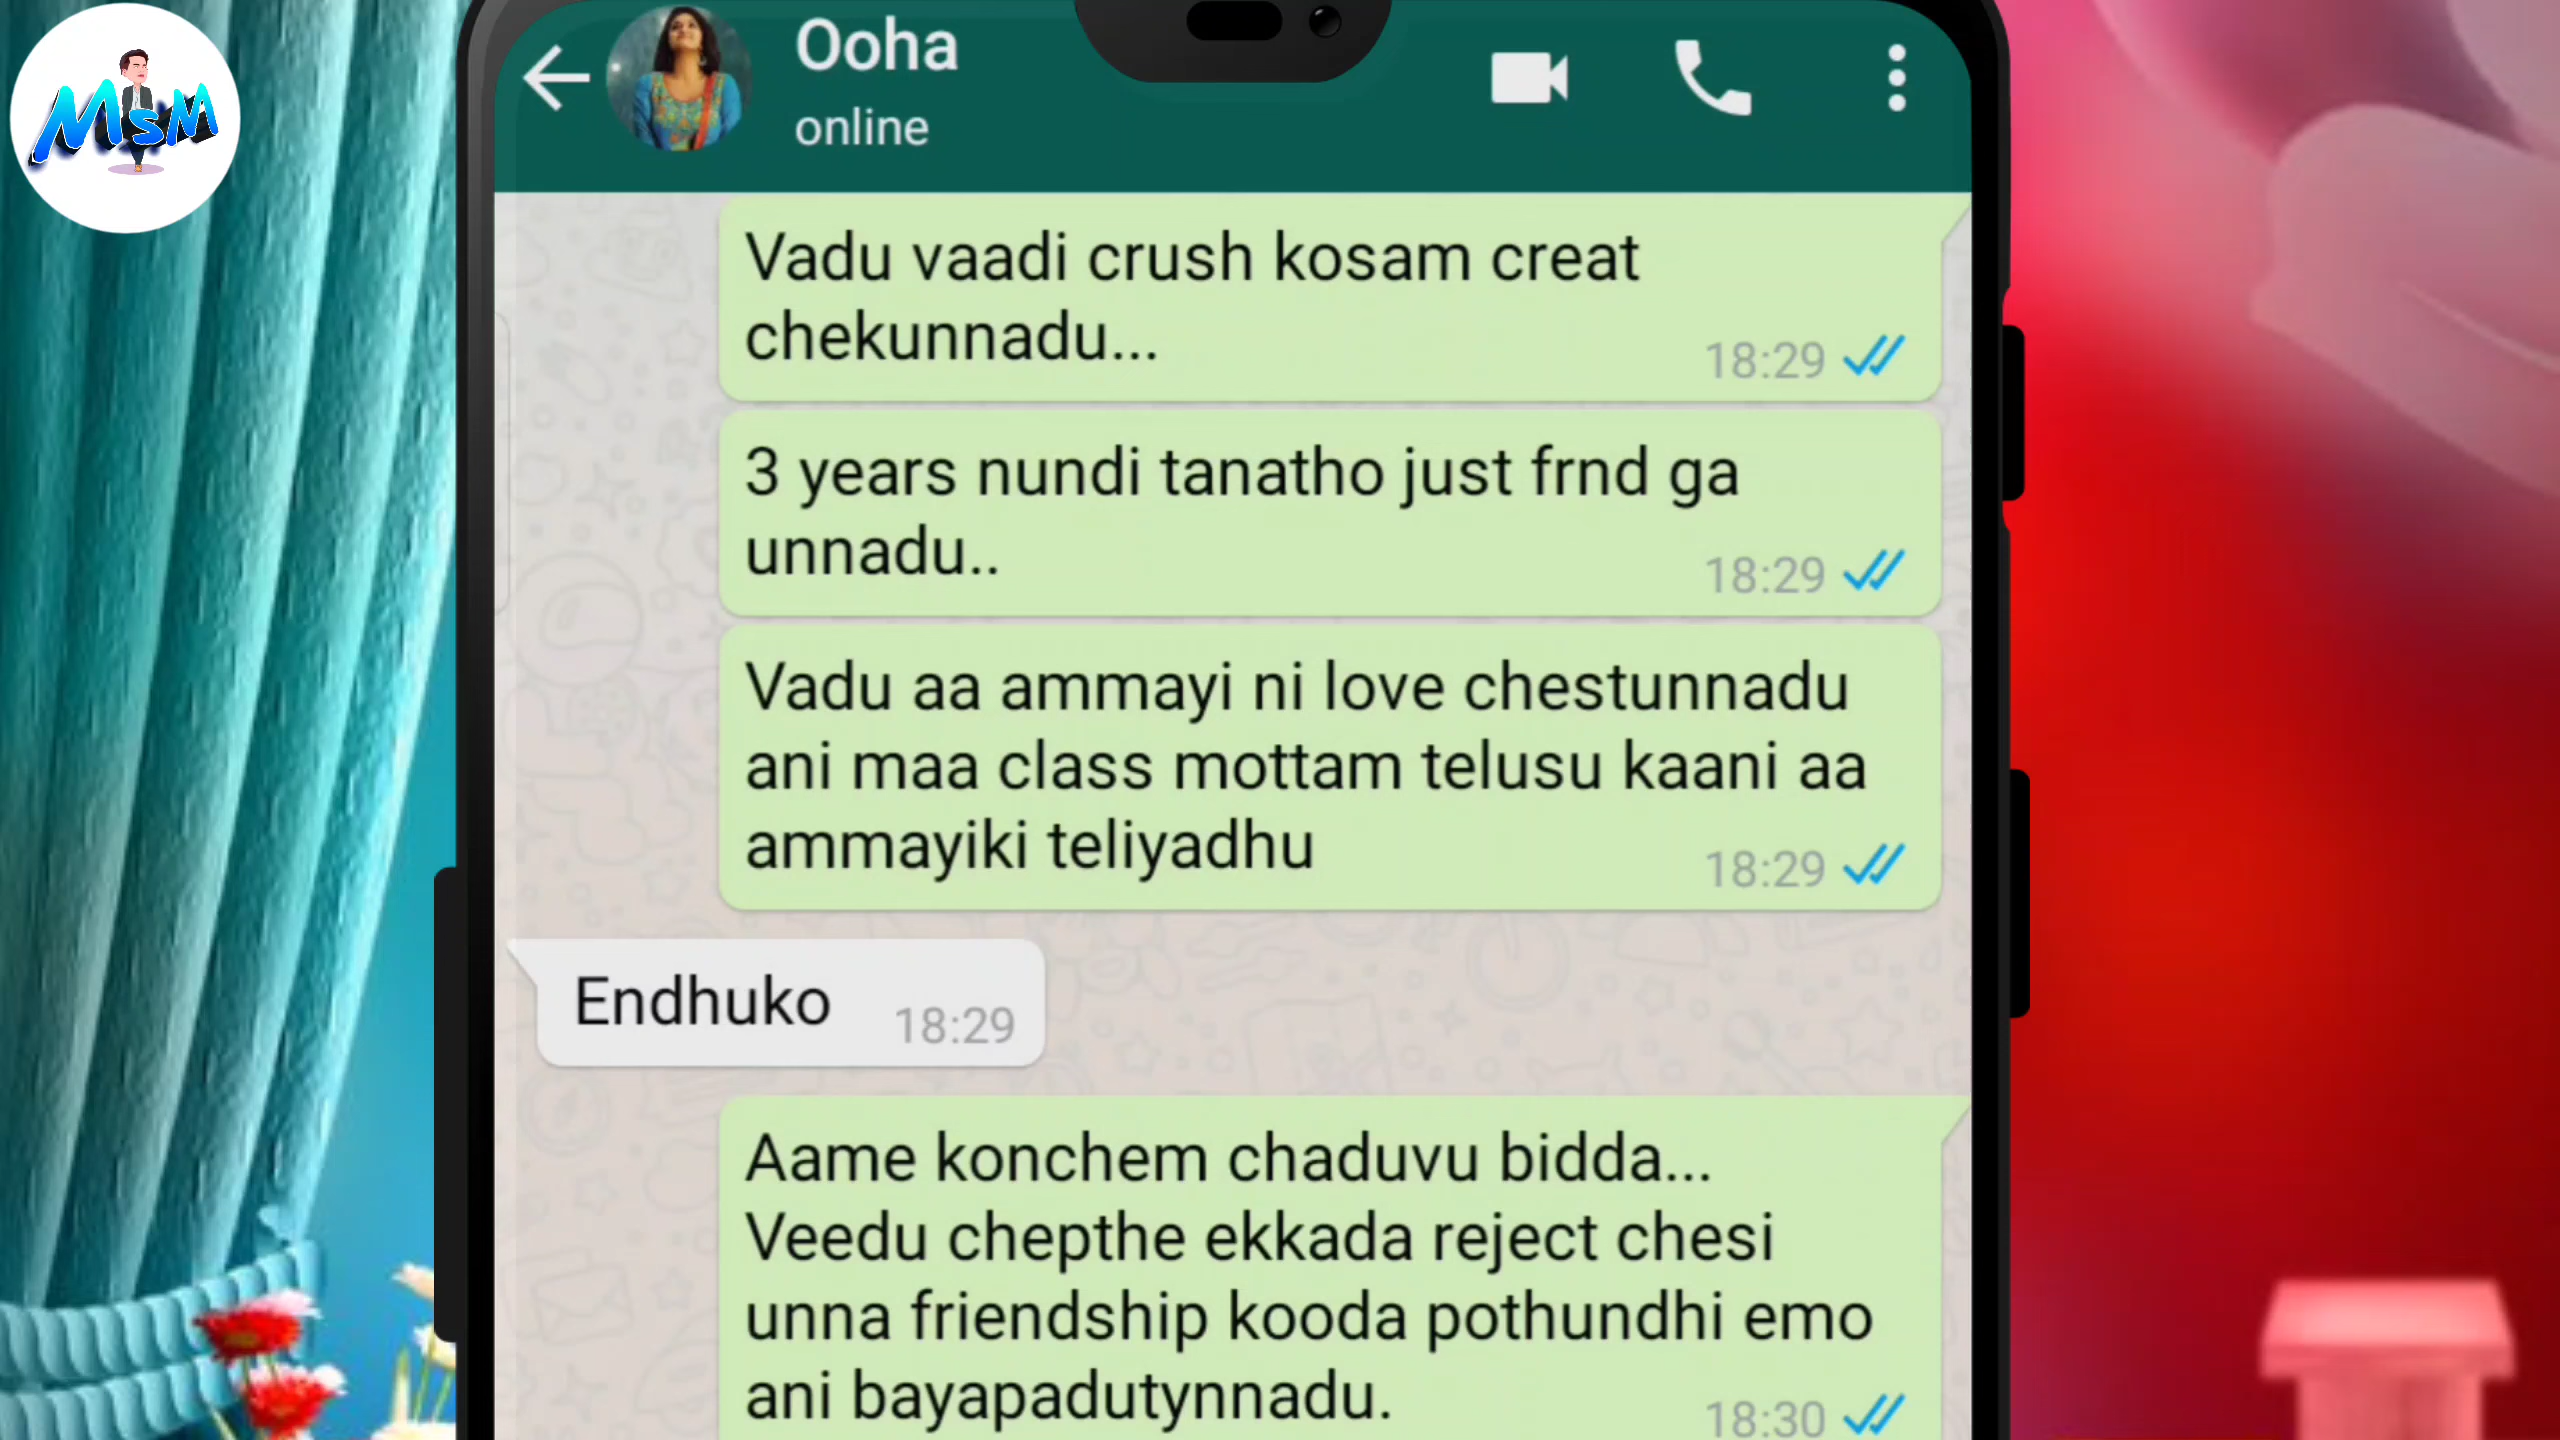 MsM
Ooha
online
Vadu vaadi crush kosam creat
chekunnadu...
18:29
3 years nundi tanatho just frnd ga
unnadu..
18:29
Vadu aa ammayi ni love chestunnadu
ani maa class mottam telusu kaani aa
ammayiki teliyadhu
18:29
Endhuko
18:29
Aame konchem chaduvu bidda...
Veedu chepthe ekkada reject chesi
unna friendship kooda pothundhi emo
ani bayapadutynnadu.
18:30